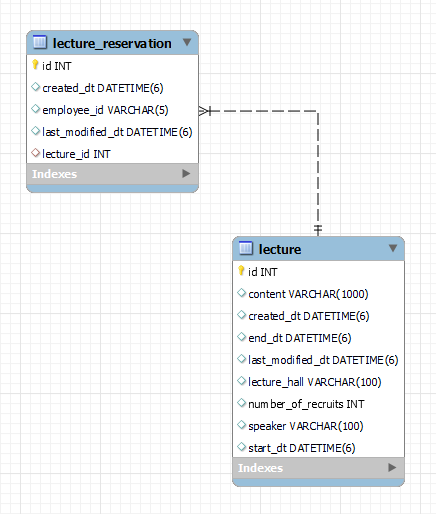 lecture_reservation
id INT
created_dt DATETIME(6)
employee_id VARCHAR(5)
last_modified_dt DATETIME(6)
lecture_id INT
Indexes
lecture
id INT
content VARCHAR(1000)
created_dt DATETIME(6)
end_dt DATETIME(6)
last_modified_dt DATETIME(6)
lecture_hall VARCHAR(100)
number_of_recruits INT
speaker VARCHAR(100)
start_dt DATETIME(6)
Indexes